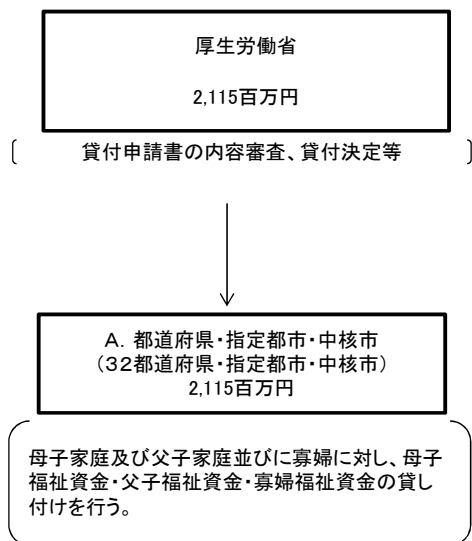 厚生労働省
2,115百万円
貸付申請書の内容審査、貸付決定等
A. 都道府県・指定都市・中核市
(32都道府県・指定都市・中核市)
2,115百万円
母子家庭及び父子家庭並びに寡婦に対し、母子
福祉資金・父子福祉資金・寡婦福祉資金の貸し
付けを行う。